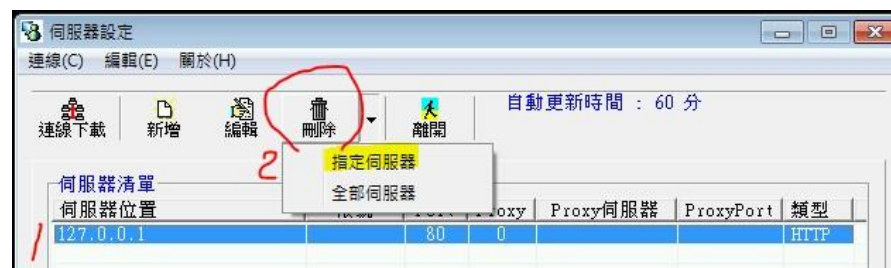 伺服器設定
連線(C) 編輯(E) 關於(H)
連線下載 新增 編輯 刪除 離開 自動更新時間 : 60 分
2
指定伺服器
全部伺服器
伺服器清單
伺服器位置 Proxy伺服器 ProxyPort 類型
1 127.0.0.1 80 0 HTTP